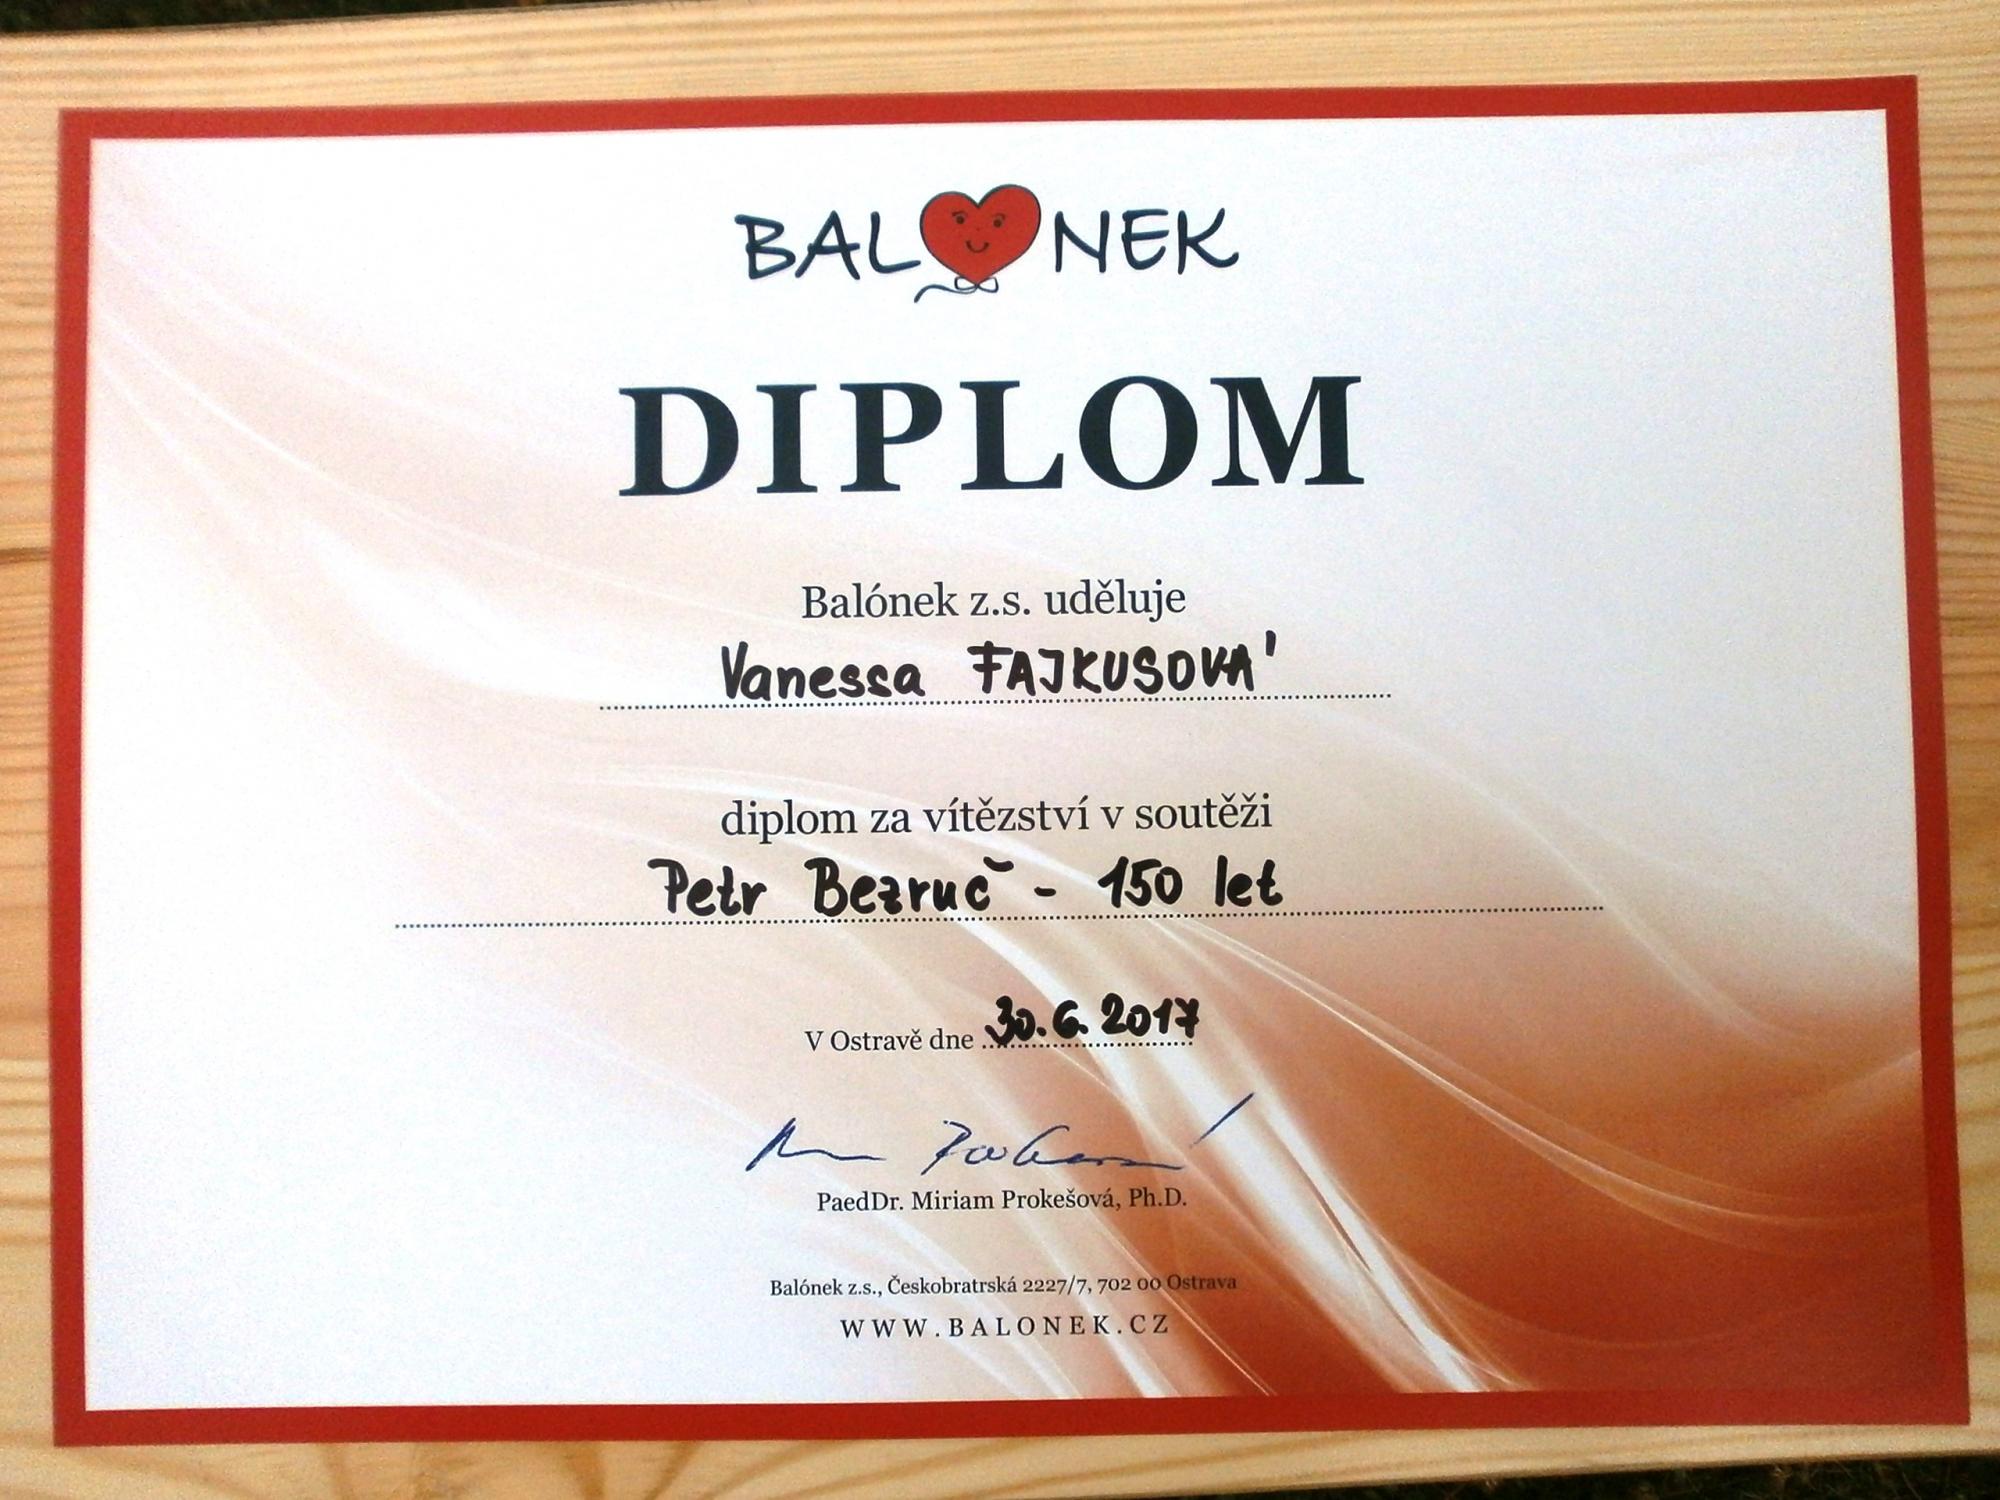 BALONEK
DIPLOM
Balónek z.s. uděluje
Vanessa FAJKUSOVÁ
diplom za vítězství v soutěži
Petr Bezruč - 150 let
V Ostravě dne 30. 6. 2017
PaedDr. Miriam Prokešová, Ph.D.
Balónek z.s., Českobratrská 2227/7, 702 00 Ostrava
WWW.BALONEK.CZ